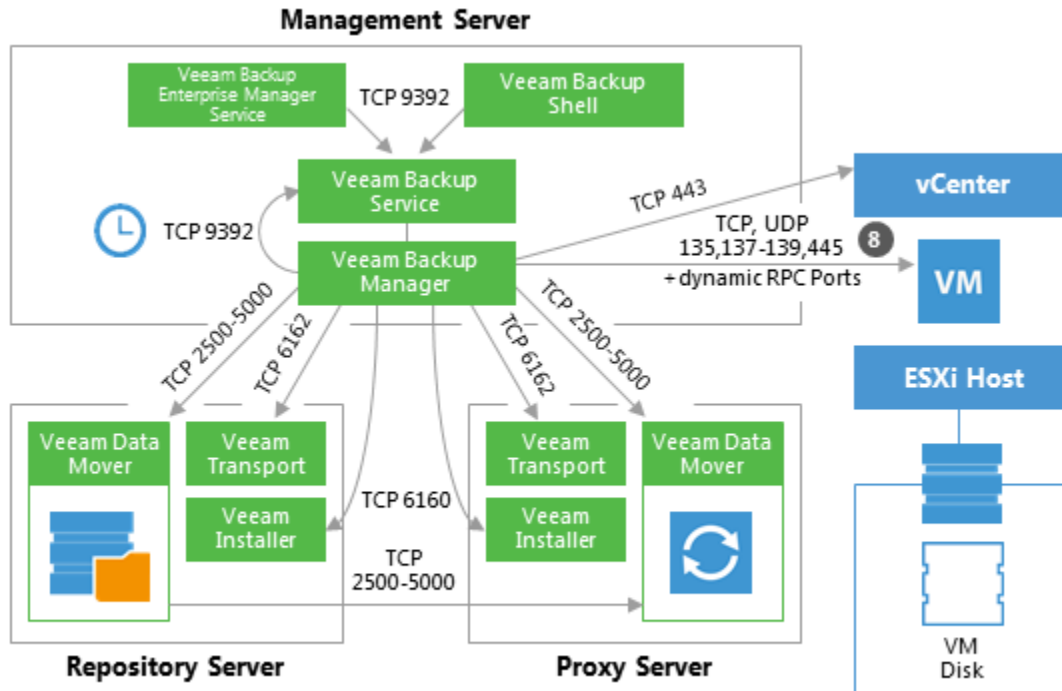 Management Server
Veeam Backup
Enterprise Manager
Service
TCP 9392
Veeam Backup
Shell
Veeam Backup
Service
TCP 9392
Veeam Backup
Manager
TCP 443
vCenter
TCP, UDP
135,137-139,445
+ dynamic RPC Ports
8
VM
TCP 2500-5000
TCP 6162
TCP 6162
TCP 2500-5000
ESXi Host
Veeam Data
Mover
Veeam
Transport
Veeam
Installer
TCP 6160
TCP
2500-5000
Veeam
Transport
Veeam
Installer
Veeam Data
Mover
VM
Disk
Repository Server
Proxy Server